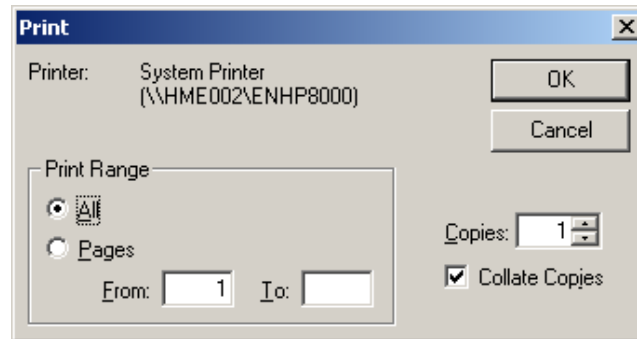 Print
Printer: System Printer
(\\HME002\ENHP8000)
OK
Cancel
Print Range
All
Pages
From: 1 To:
Copies: 1
Collate Copies